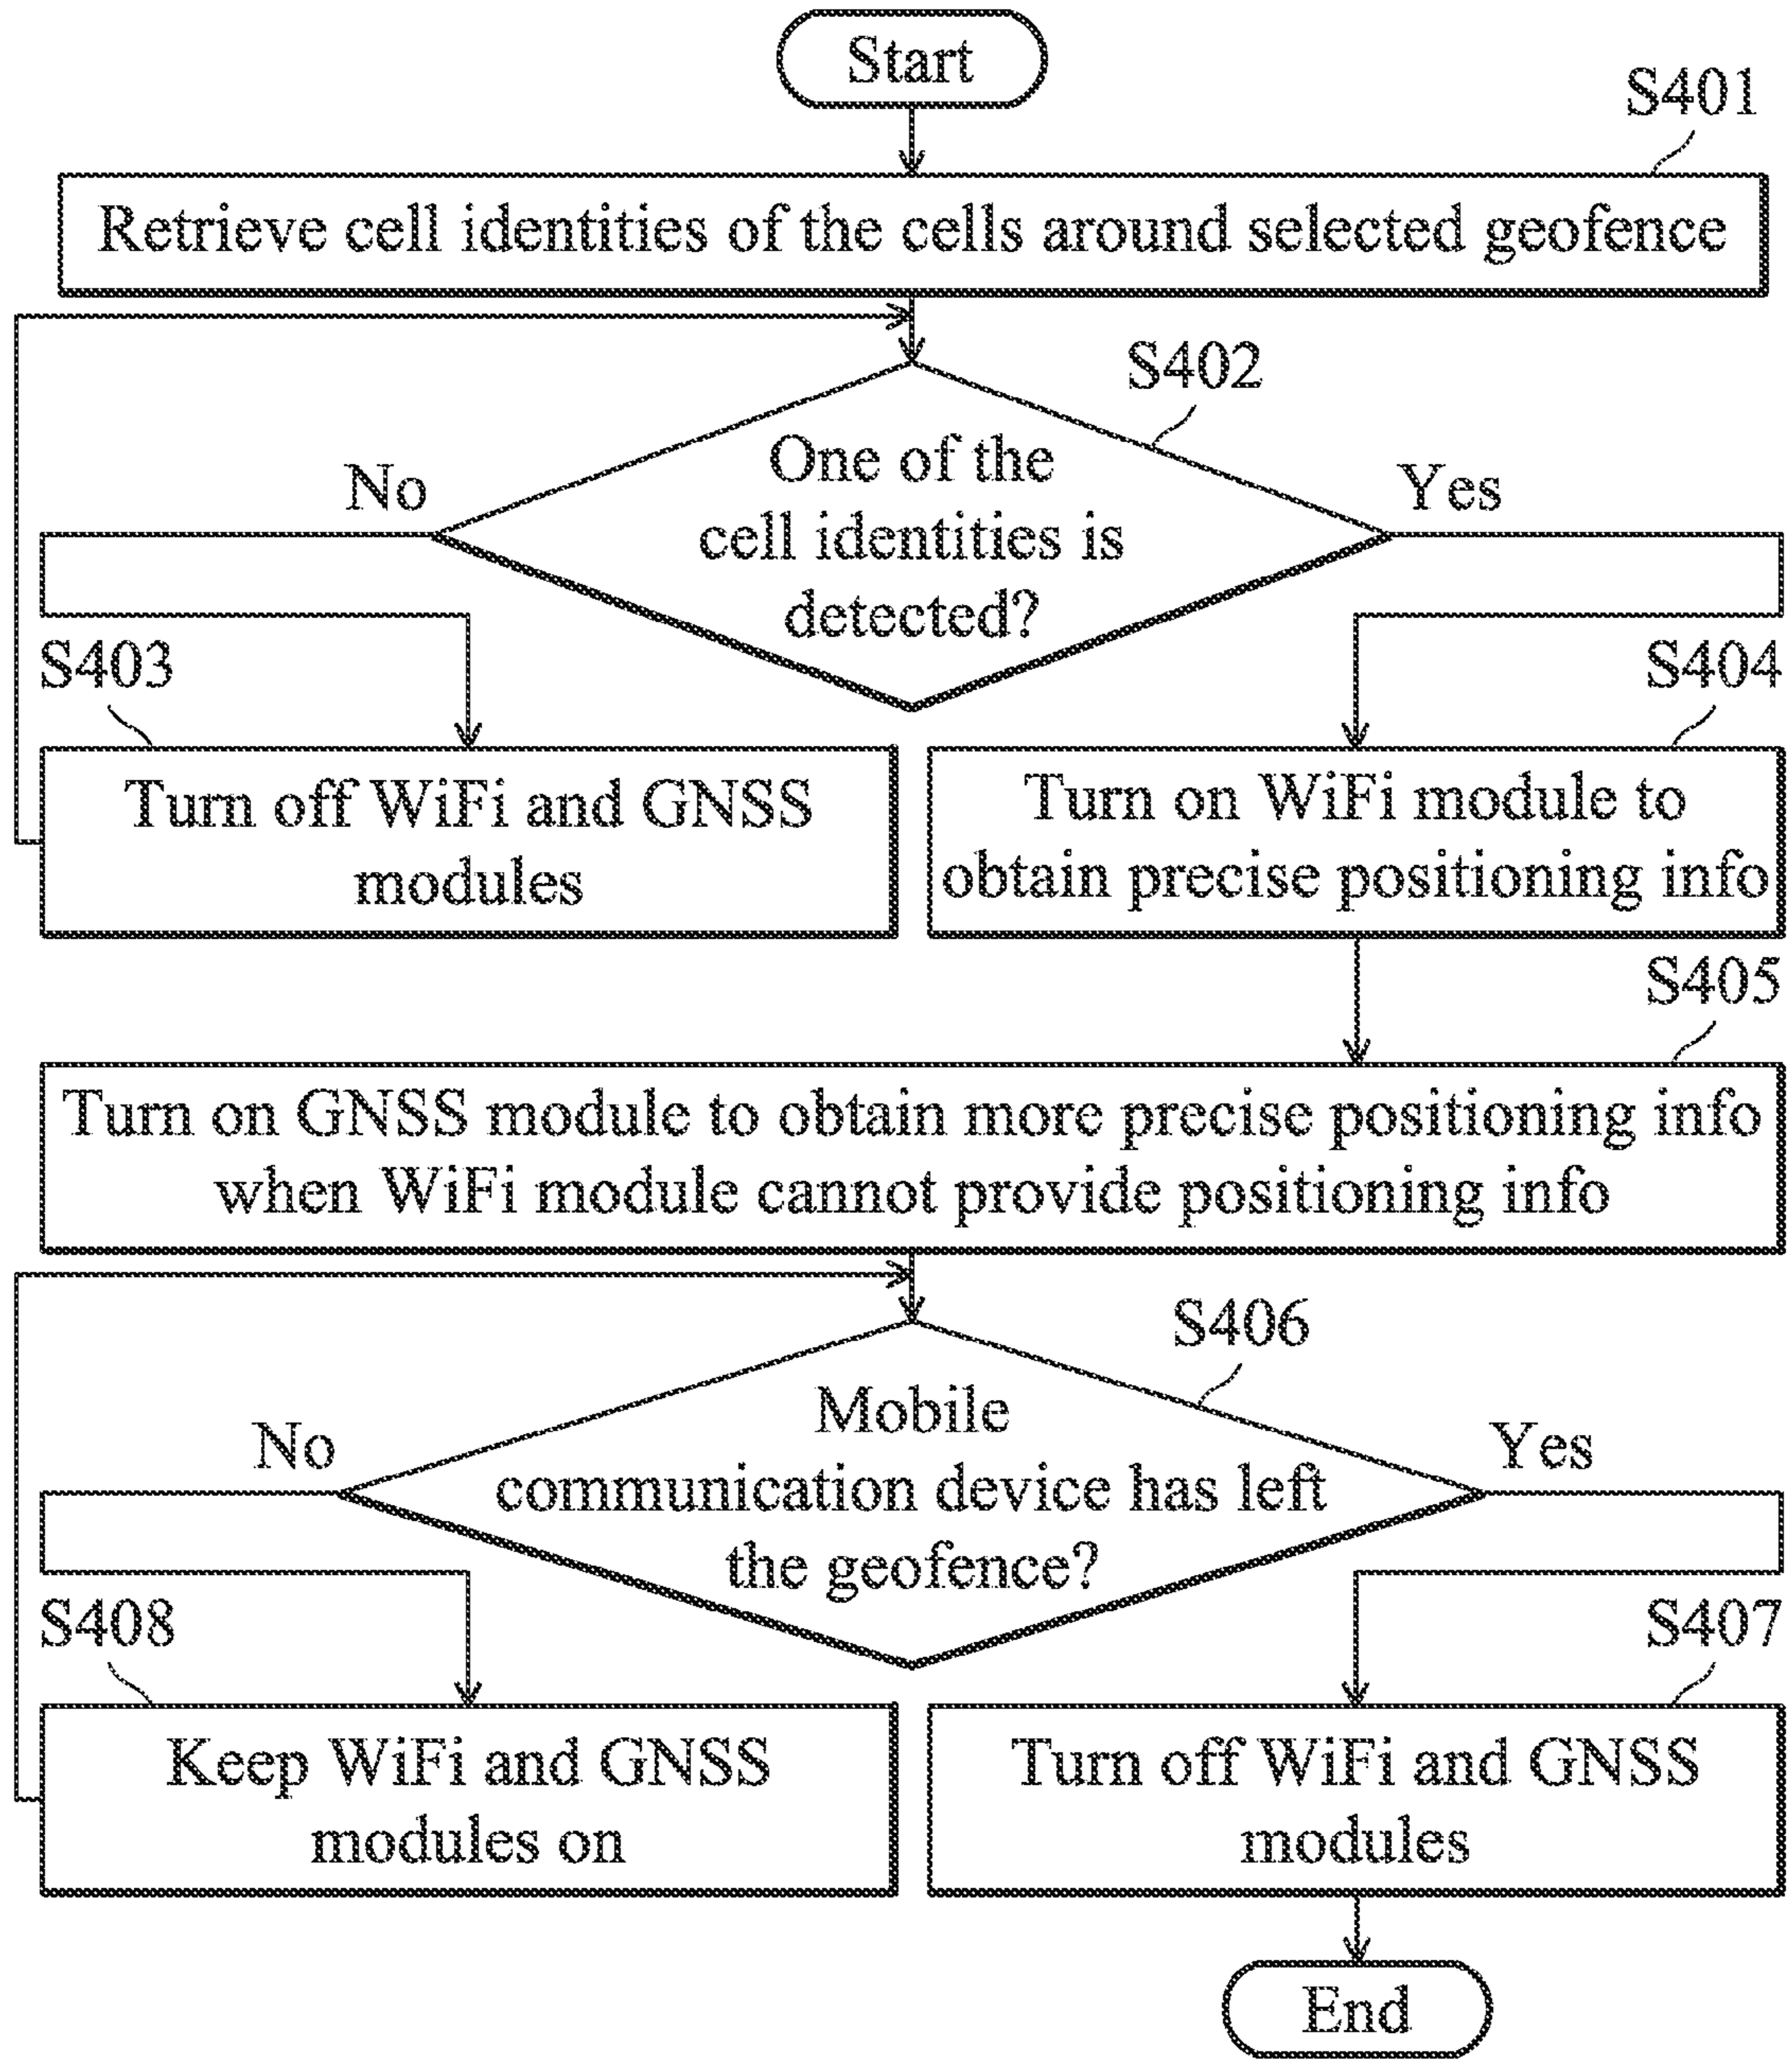 Start
S401
Retrieve cell identities of the cells around selected geofence
S402
One of the
cell identities is
detected?
No
Yes
S403
S404
Turn off WiFi and GNSS
modules
Turn on WiFi module to
obtain precise positioning info
S405
Turn on GNSS module to obtain more precise positioning info
when WiFi module cannot provide positioning info
S406
Mobile
communication device has left
the geofence?
No
Yes
S408
S407
Keep WiFi and GNSS
modules on
Turn off WiFi and GNSS
modules
End